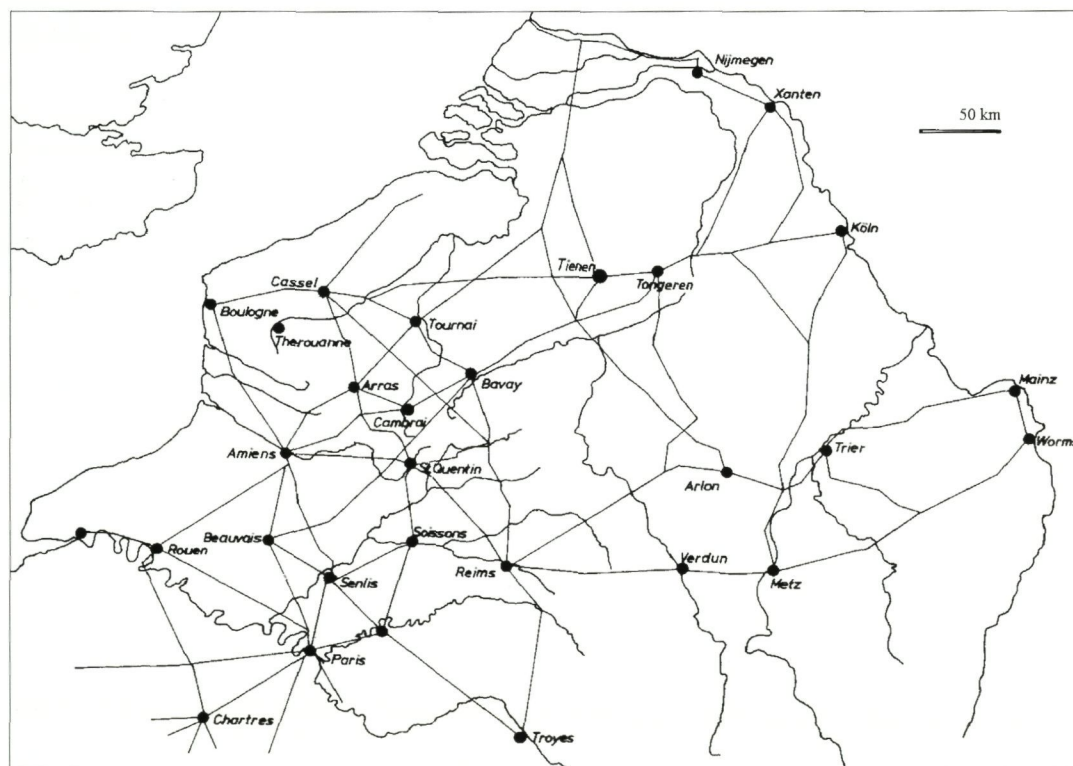 Nijmegen
Xanten
50 km
Köln
Tienen
Tongeren
Cassel
Boulogne
Therouanne
Tournai
Arras
Bavay
Cambrai
Mainz
Worms
Amiens
St Quentin
Trier
Arlon
Beauvais
Soissons
Rouen
Reims
Verdun
Metz
Senlis
Paris
Chartres
Troyes